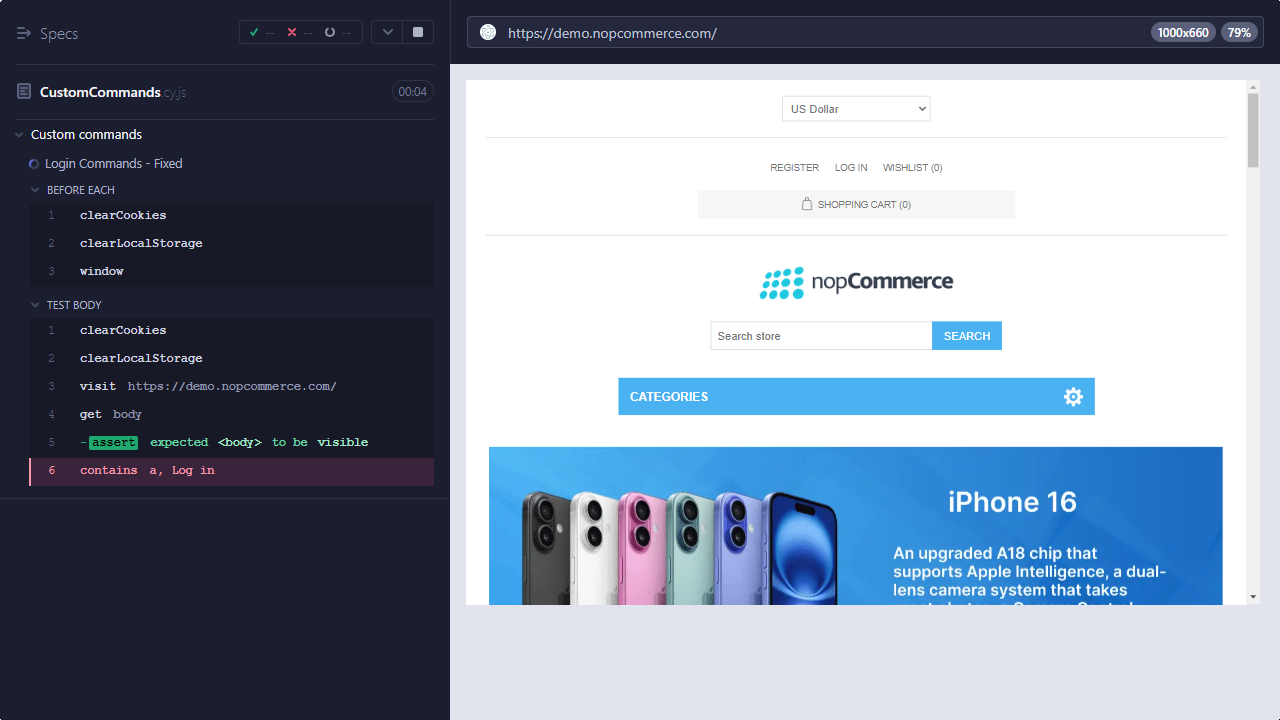 Specs
-- -- --
CustomCommands.cy.js
00:04
Custom commands
Login Commands - Fixed
BEFORE EACH
1 clearCookies
2 clearLocalStorage
3 window
TEST BODY
1 clearCookies
2 clearLocalStorage
3 visit https://demo.nopcommerce.com/
4 get body
5 -assert expected <body> to be visible
6 contains a, Log in
https://demo.nopcommerce.com/
1000x660 79%
US Dollar
REGISTER LOG IN WISHLIST (0)
SHOPPING CART (0)
nopCommerce
Search store SEARCH
CATEGORIES
iPhone 16
An upgraded A18 chip that
supports Apple Intelligence, a dual-
lens camera system that takes